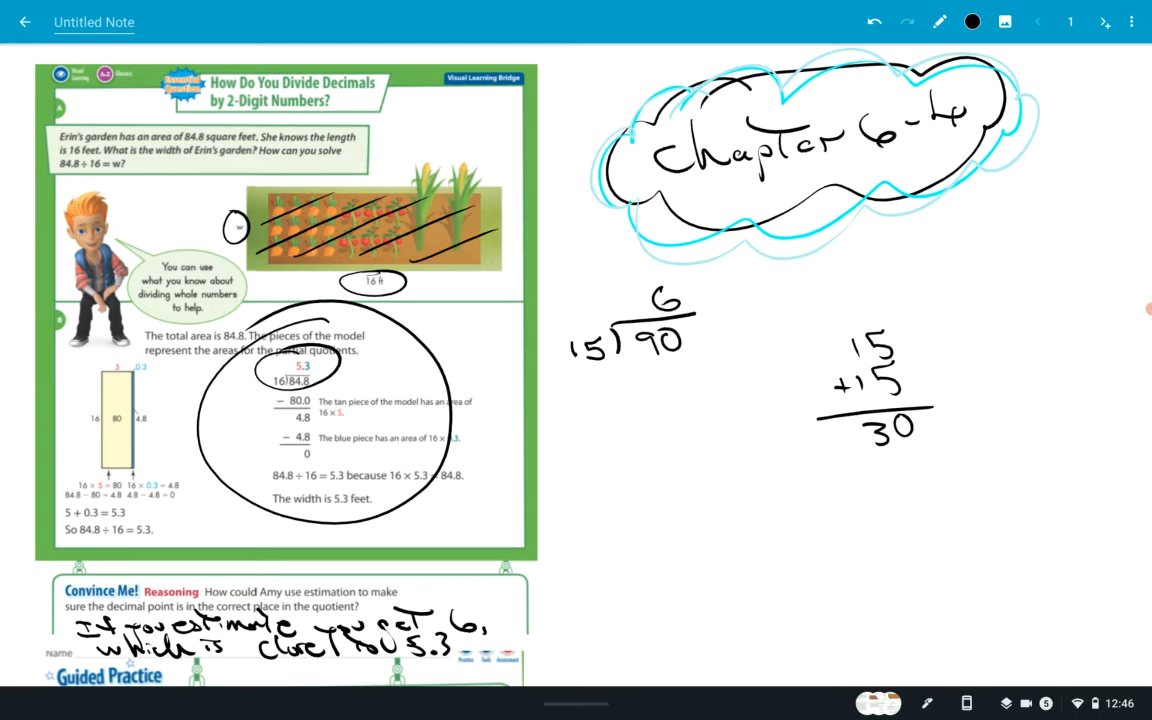 Untitled Note
1
Visual Learning
A-Z Glossary
Essential Question
How Do You Divide Decimals
by 2-Digit Numbers?
Visual Learning Bridge
A
Erin's garden has an area of 84.8 square feet. She knows the length
is 16 feet. What is the width of Erin's garden? How can you solve
84.8 ÷ 16 = w?
w
16 ft
You can use
what you know about
dividing whole numbers
to help.
B
The total area is 84.8. The pieces of the model
represent the areas for the partial quotients.
5 0.3
16 80 4.8
16 × 5 = 80 16 × 0.3 = 4.8
84.8 − 80 = 4.8 4.8 − 4.8 = 0
5 + 0.3 = 5.3
So 84.8 ÷ 16 = 5.3.
5.3
16)84.8
− 80.0 The tan piece of the model has an area of
16 × 5.
4.8
− 4.8 The blue piece has an area of 16 × 0.3.
0
84.8 ÷ 16 = 5.3 because 16 × 5.3 = 84.8.
The width is 5.3 feet.
Convince Me! Reasoning How could Amy use estimation to make
sure the decimal point is in the correct place in the quotient?
If you estimate you get 6,
which is close to 5.3
Name
Practice Tools Assessment
Guided Practice
chapter 6-4
6
15)90
15
+15
30
5
12:46